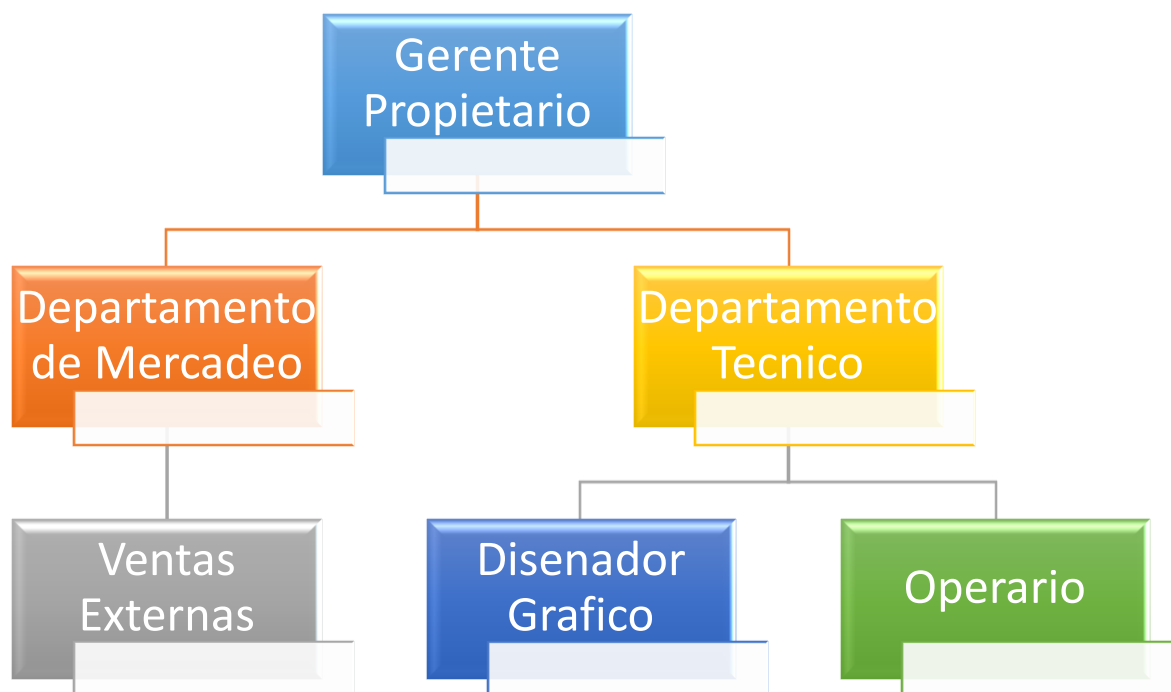 Gerente
Propietario
Departamento
de Mercadeo
Departamento
Tecnico
Ventas
Externas
Disenador
Grafico
Operario